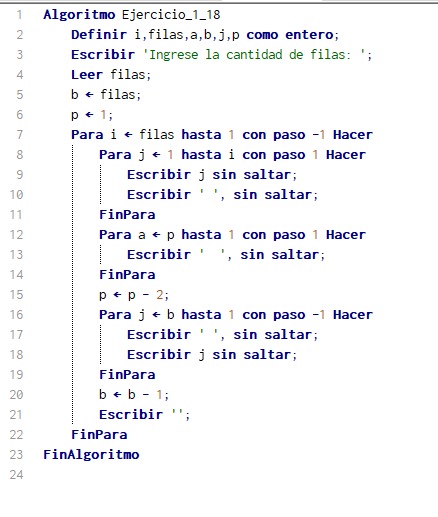 1 Algoritmo Ejercicio_1_18
2 Definir i,filas,a,b,j,p como entero;
3 Escribir 'Ingrese la cantidad de filas: ';
4 Leer filas;
5 b ← filas;
6 p ← 1;
7 Para i ← filas hasta 1 con paso -1 Hacer
8 Para j ← 1 hasta i con paso 1 Hacer
9 Escribir j sin saltar;
10 Escribir ' ', sin saltar;
11 FinPara
12 Para a ← p hasta 1 con paso 1 Hacer
13 Escribir '  ', sin saltar;
14 FinPara
15 p ← p - 2;
16 Para j ← b hasta 1 con paso -1 Hacer
17 Escribir ' ', sin saltar;
18 Escribir j sin saltar;
19 FinPara
20 b ← b - 1;
21 Escribir '';
22 FinPara
23 FinAlgoritmo
24